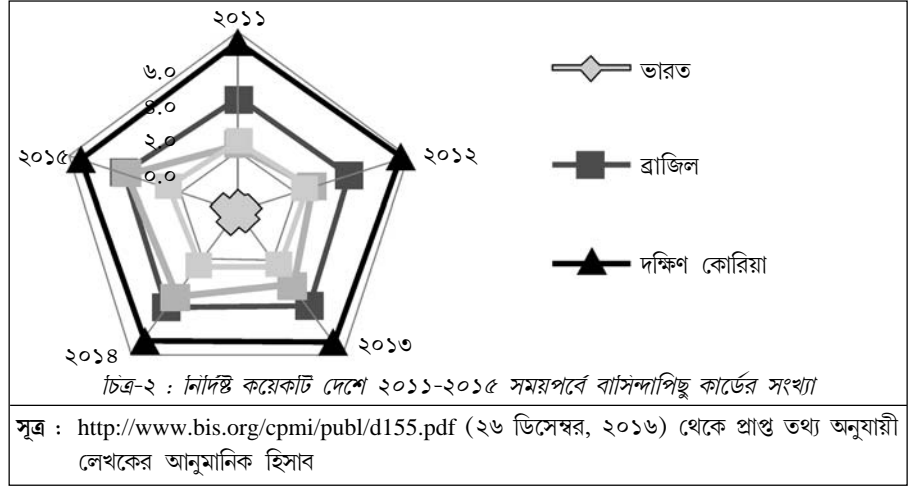 ২০১১
৬.০
৪.০
২.০
০.০
২০১৫
২০১২
২০১৪
২০১৩
ভারত
ব্রাজিল
দক্ষিণ কোরিয়া
চিত্র-২ : নির্দিষ্ট কয়েকটি দেশে ২০১১-২০১৫ সময়পর্বে বাসিন্দাপিছু কার্ডের সংখ্যা
সূত্র : http://www.bis.org/cpmi/publ/d155.pdf (২৬ ডিসেম্বর, ২০১৬) থেকে প্রাপ্ত তথ্য অনুযায়ী
লেখকের আনুমানিক হিসাব